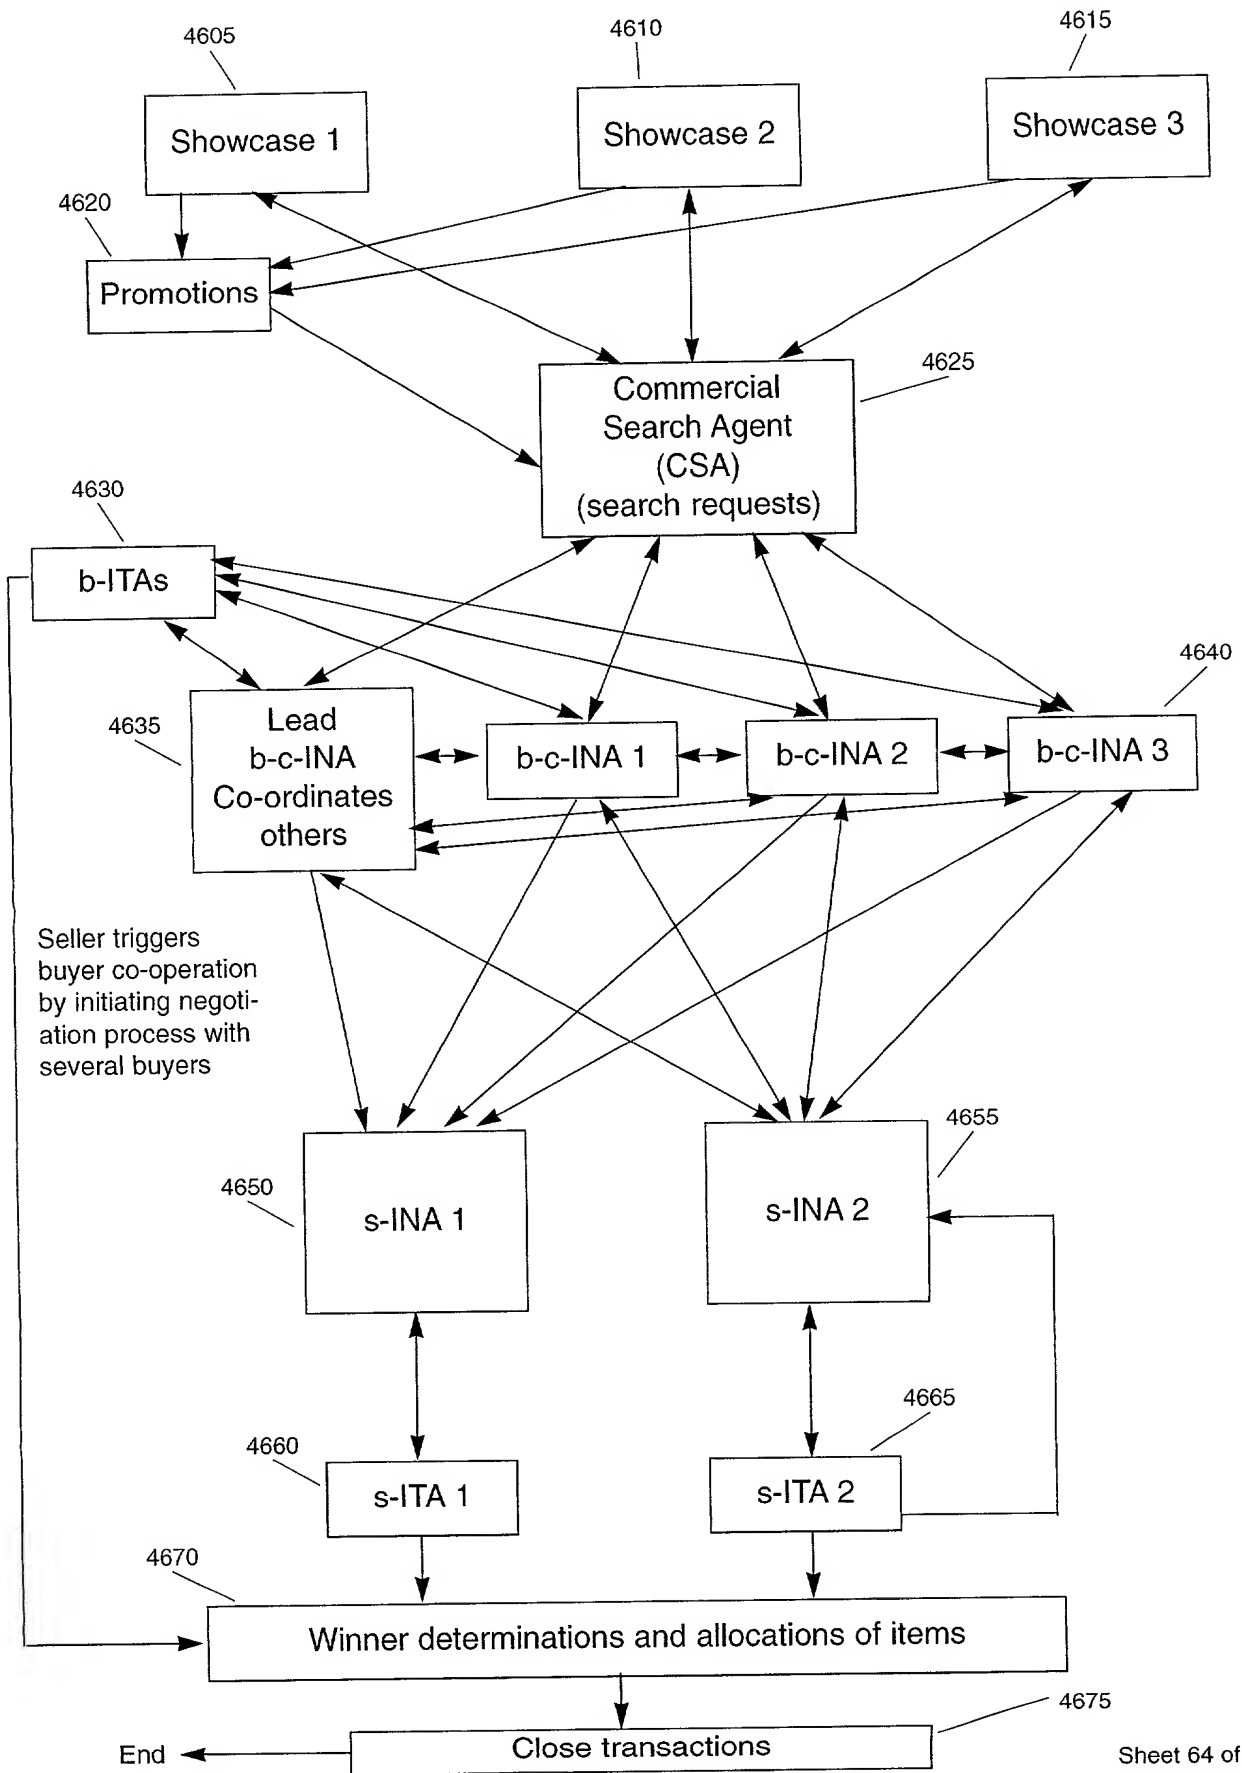 4605
4610
4615
Showcase 1
Showcase 2
Showcase 3
4620
Promotions
4625
Commercial
Search Agent
(CSA)
(search requests)
4630
b-ITAs
4640
4635
Lead
b-c-INA
Co-ordinates
others
b-c-INA 1
b-c-INA 2
b-c-INA 3
Seller triggers
buyer co-operation
by initiating negoti-
ation process with
several buyers
4655
4650
s-INA 1
s-INA 2
4665
4660
s-ITA 1
s-ITA 2
4670
Winner determinations and allocations of items
4675
Close transactions
End
Sheet 64 of